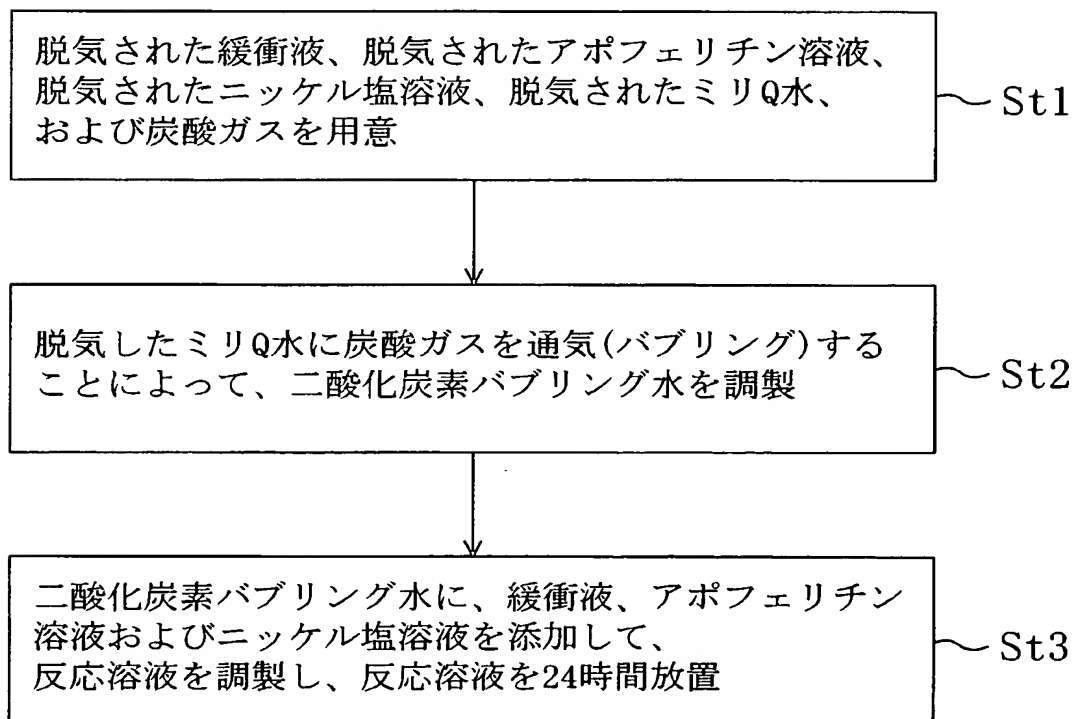 脱気された緩衝液、脱気されたアポフェリチン溶液、
脱気されたニッケル塩溶液、脱気されたミリQ水、
および炭酸ガスを用意
St1
脱気したミリQ水に炭酸ガスを通気(バブリング)する
ことによって、二酸化炭素バブリング水を調製
St2
二酸化炭素バブリング水に、緩衝液、アポフェリチン
溶液およびニッケル塩溶液を添加して、
反応溶液を調製し、反応溶液を24時間放置
St3